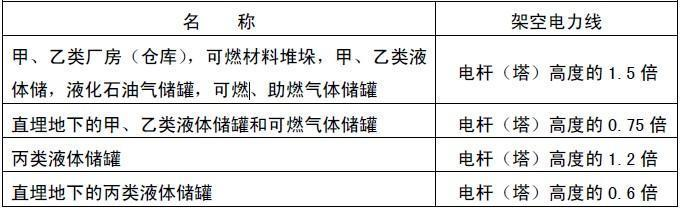 名 称
架空电力线
甲、乙类厂房（仓库），可燃材料堆垛，甲、乙类液
体储，液化石油气储罐，可燃、助燃气体储罐
电杆（塔）高度的1.5倍
直埋地下的甲、乙类液体储罐和可燃气体储罐
电杆（塔）高度的0.75倍
丙类液体储罐
电杆（塔）高度的1.2倍
直埋地下的丙类液体储罐
电杆（塔）高度的0.6倍